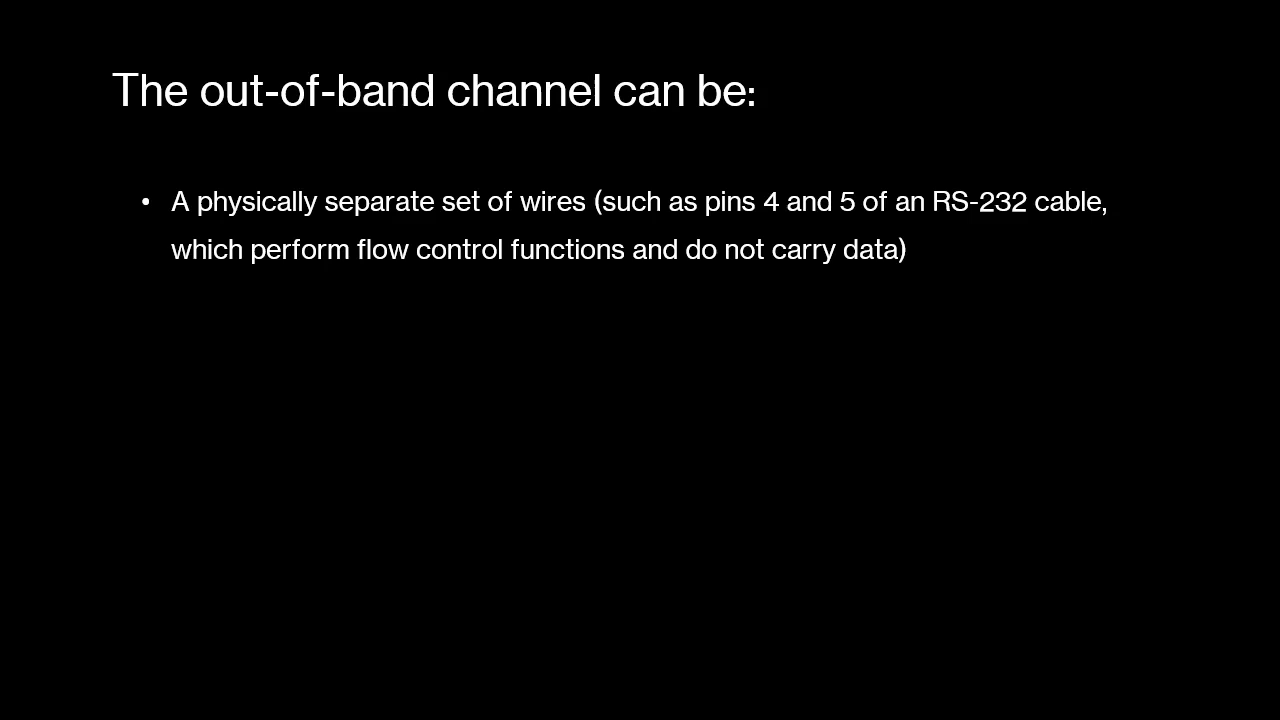 The out-of-band channel can be:
• A physically separate set of wires (such as pins 4 and 5 of an RS-232 cable,
which perform flow control functions and do not carry data)